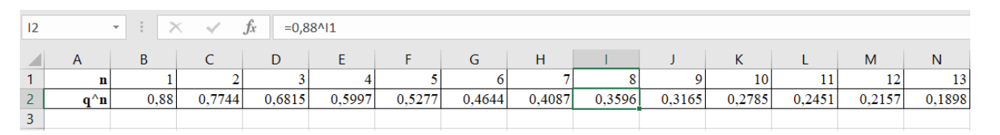 I2 fx =0,88^I1
A B C D E F G H I J K L M N
1 n 1 2 3 4 5 6 7 8 9 10 11 12 13
2 q^n 0,88 0,7744 0,6815 0,5997 0,5277 0,4644 0,4087 0,3596 0,3165 0,2785 0,2451 0,2157 0,1898
3